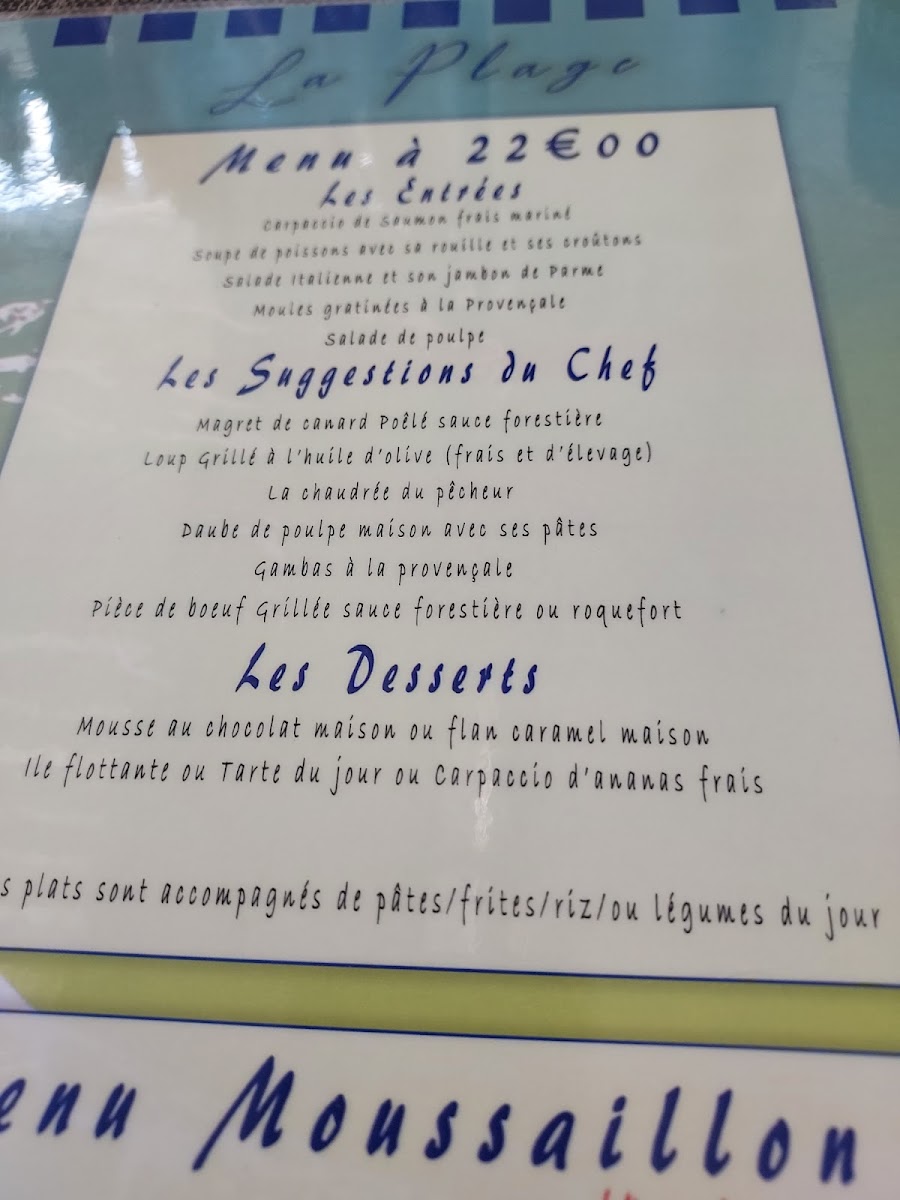 La Plage
Menu à 22€00
Les Entrées
Carpaccio de Saumon frais mariné
Soupe de poissons avec sa rouille et ses croûtons
Salade Italienne et son jambon de Parme
Moules gratinées à la Provençale
Salade de poulpe
Les Suggestions du Chef
Magret de canard Poêlé sauce forestière
Loup Grillé à l'huile d'olive (frais et d'élevage)
La chaudrée du pêcheur
Daube de poulpe maison avec ses pâtes
Gambas à la provençale
Pièce de boeuf Grillée sauce forestière ou roquefort
Les Desserts
Mousse au chocolat maison ou flan caramel maison
Ile flottante ou Tarte du jour ou Carpaccio d'ananas frais
s plats sont accompagnés de pâtes/frites/riz/ou légumes du jour
enu Moussaillon